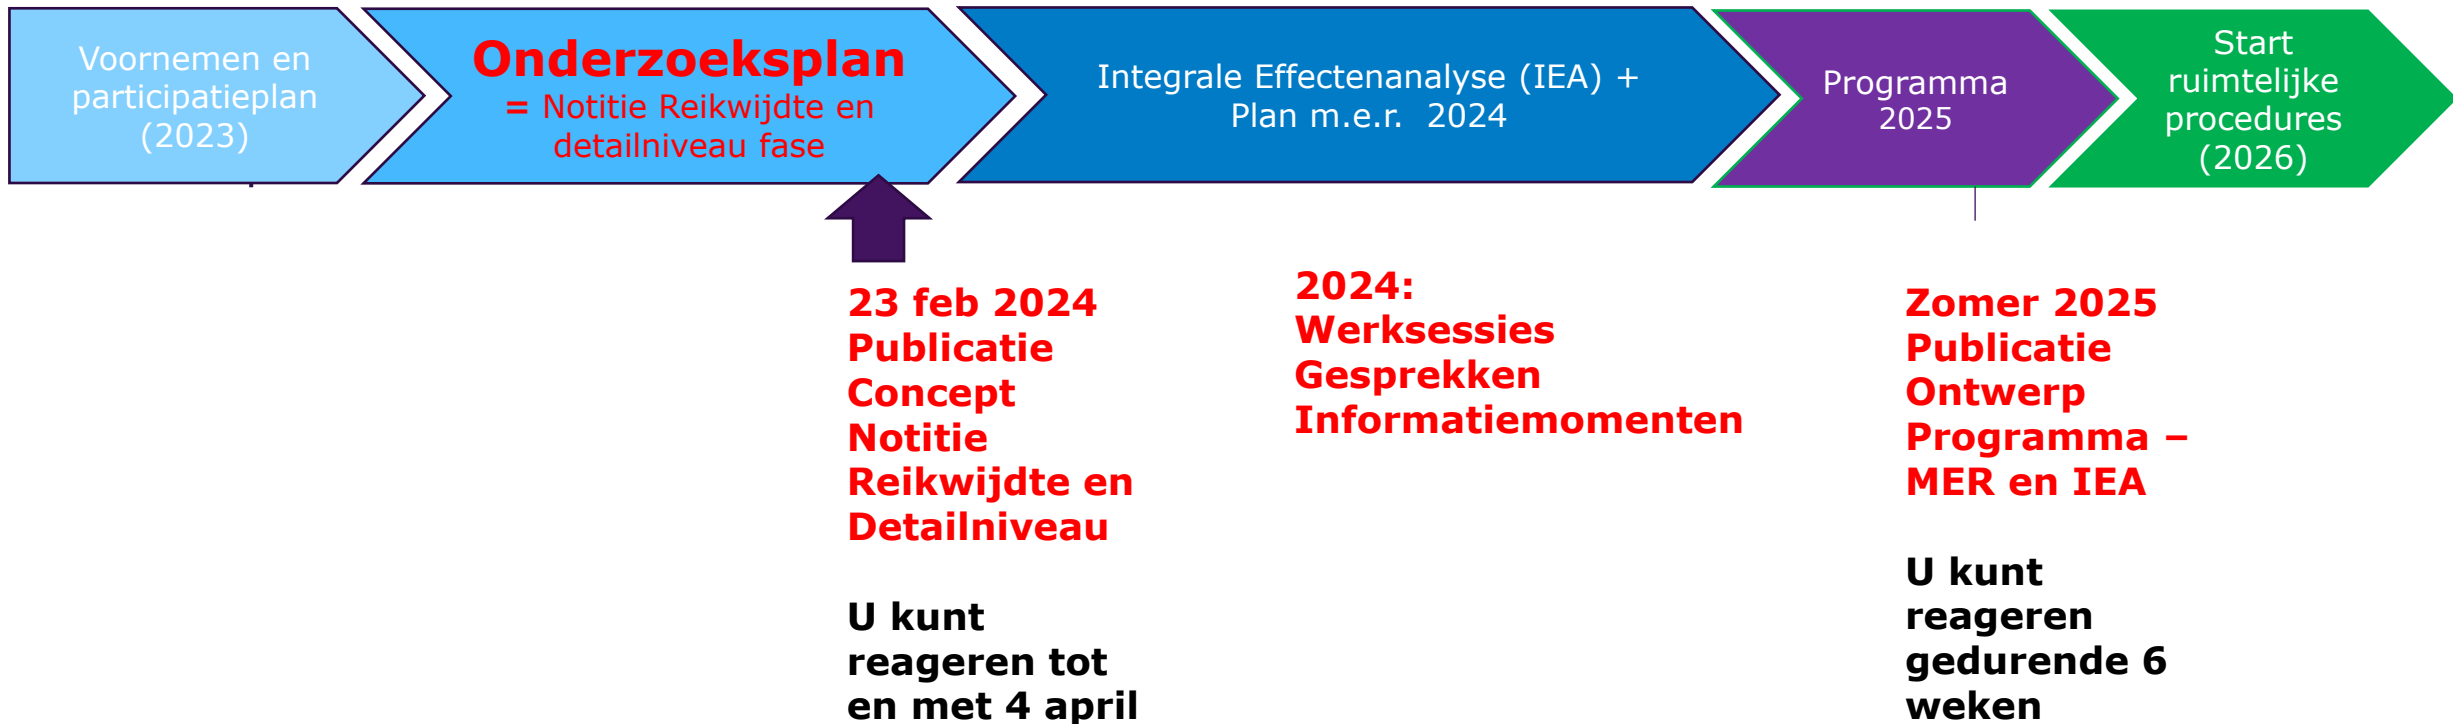 Voornemen en
participatieplan
(2023)
Onderzoeksplan
= Notitie Reikwijdte en
detailniveau fase
Integrale Effectenanalyse (IEA) +
Plan m.e.r. 2024
Programma
2025
Start
ruimtelijke
procedures
(2026)
23 feb 2024
Publicatie
Concept
Notitie
Reikwijdte en
Detailniveau
U kunt
reageren tot
en met 4 april
2024:
Werksessies
Gesprekken
Informatiemomenten
Zomer 2025
Publicatie
Ontwerp
Programma –
MER en IEA
U kunt
reageren
gedurende 6
weken